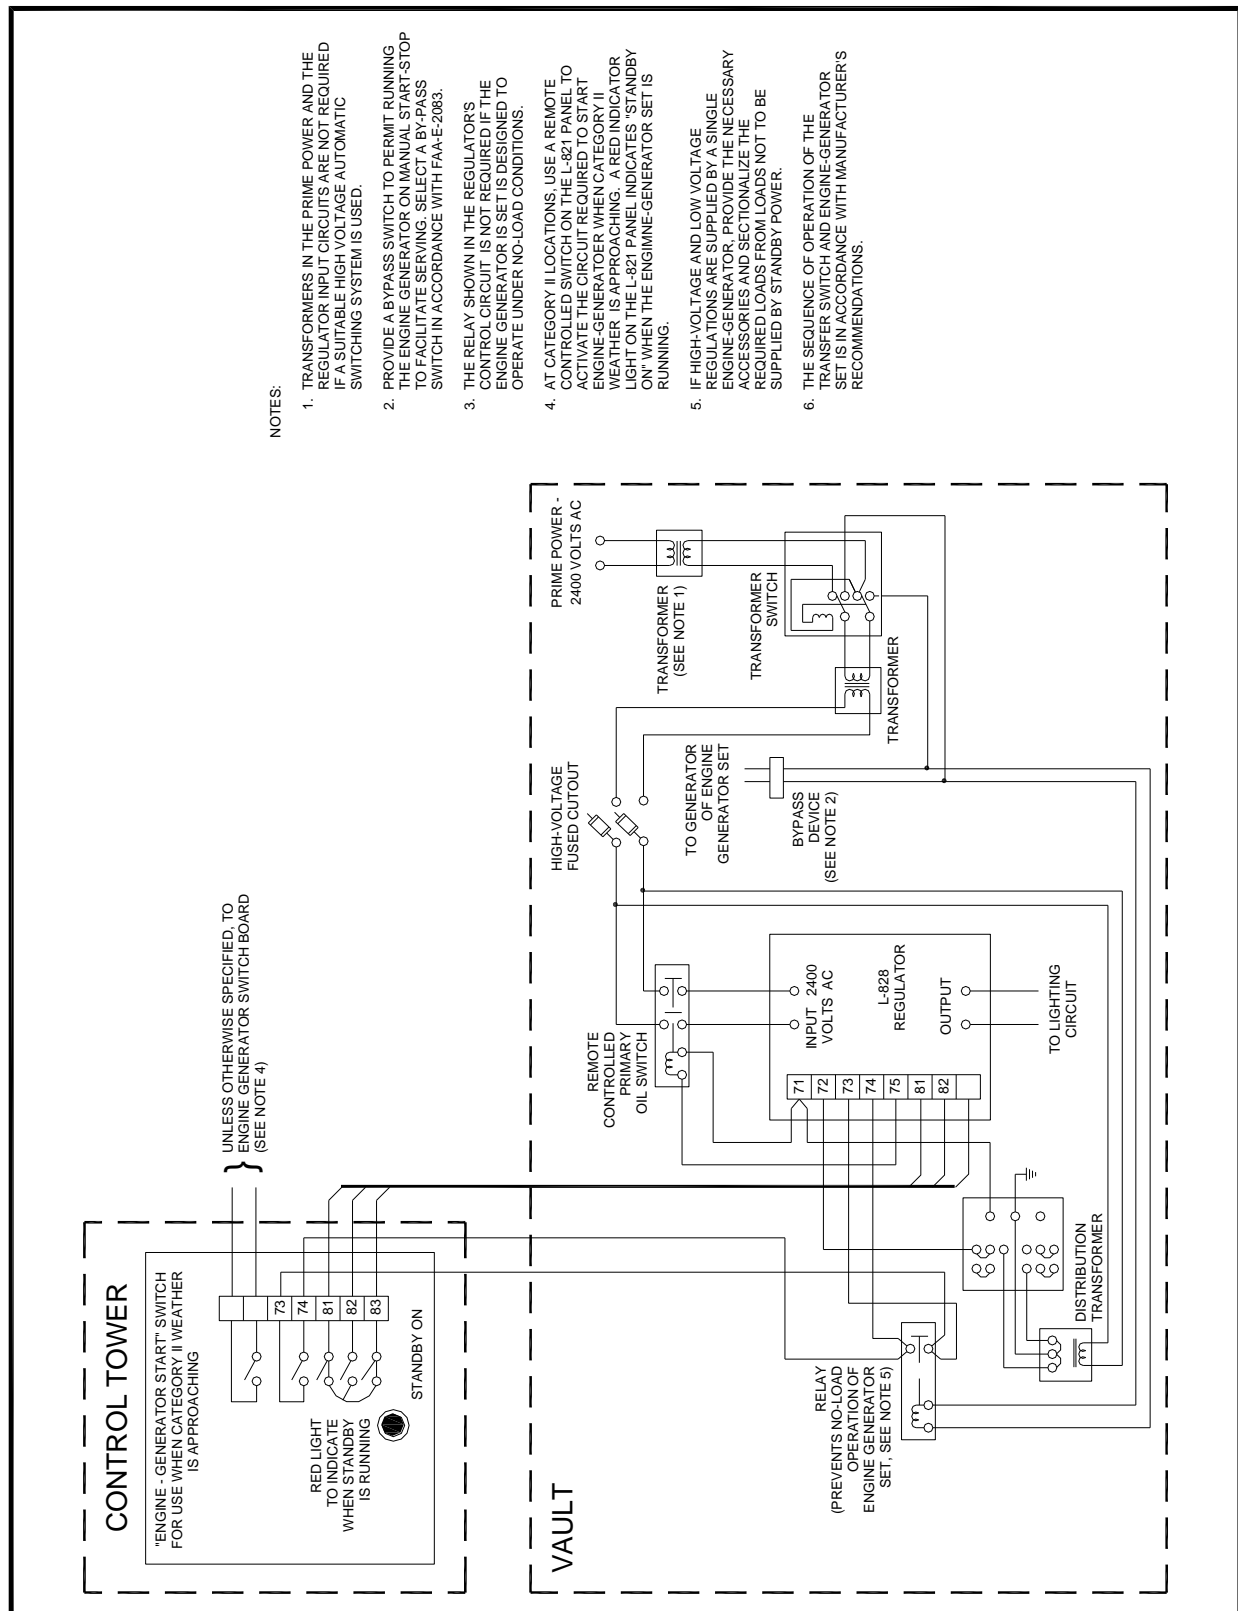 NOTES:
1. TRANSFORMERS IN THE PRIME POWER AND THE
REGULATOR INPUT CIRCUITS ARE NOT REQUIRED
IF A SUITABLE HIGH VOLTAGE AUTOMATIC
SWITCHING SYSTEM IS USED.
2. PROVIDE A BYPASS SWITCH TO PERMIT RUNNING
THE ENGINE GENERATOR ON MANUAL START-STOP
TO FACILITATE SERVING. SELECT A BY-PASS
SWITCH IN ACCORDANCE WITH FAA-E-2083.
3. THE RELAY SHOWN IN THE REGULATOR'S
CONTROL CIRCUIT IS NOT REQUIRED IF THE
ENGINE GENERATOR IS SET IS DESIGNED TO
OPERATE UNDER NO-LOAD CONDITIONS.
4. AT CATEGORY II LOCATIONS, USE A REMOTE
CONTROLLED SWITCH ON THE L-821 PANEL TO
ACTIVATE THE CIRCUIT REQUIRED TO START
ENGINE-GENERATOER WHEN CATEGORY II
WEATHER IS APPROACHING. A RED INDICATOR
LIGHT ON THE L-821 PANEL INDICATES "STANDBY
ON" WHEN THE ENGIMNE-GENERATOR SET IS
RUNNING.
5. IF HIGH-VOLTAGE AND LOW VOLTAGE
REGULATIONS ARE SUPPLIED BY A SINGLE
ENGINE-GENERATOR, PROVIDE THE NECESSARY
ACCESSORIES AND SECTIONALIZE THE
REQUIRED LOADS FROM LOADS NOT TO BE
SUPPLIED BY STANDBY POWER.
6. THE SEQUENCE OF OPERATION OF THE
TRANSFER SWITCH AND ENGINE-GENERATOR
SET IS IN ACCORDANCE WITH MANUFACTURER'S
RECOMMENDATIONS.
CONTROL TOWER
"ENGINE - GENERATOR START" SWITCH
FOR USE WHEN CATEGORY II WEATHER
IS APPROACHING
73
74
81
82
83
RED LIGHT
TO INDICATE
WHEN STANDBY
IS RUNNING
STANDBY ON
UNLESS OTHERWISE SPECIFIED, TO
ENGINE GENERATOR SWITCH BOARD
(SEE NOTE 4)
VAULT
PRIME POWER -
2400 VOLTS AC
TRANSFORMER
(SEE NOTE 1)
TRANSFORMER
SWITCH
TRANSFORMER
HIGH-VOLTAGE
FUSED CUTOUT
TO GENERATOR
OF ENGINE
GENERATOR SET
BYPASS
DEVICE
(SEE NOTE 2)
REMOTE
CONTROLLED
PRIMARY
OIL SWITCH
INPUT 2400
VOLTS AC
L-828
REGULATOR
OUTPUT
71
72
73
74
75
81
82
TO LIGHTING
CIRCUIT
RELAY
(PREVENTS NO-LOAD
OPERATION OF
ENGINE GENERATOR
SET, SEE NOTE 5)
DISTRIBUTION
TRANSFORMER